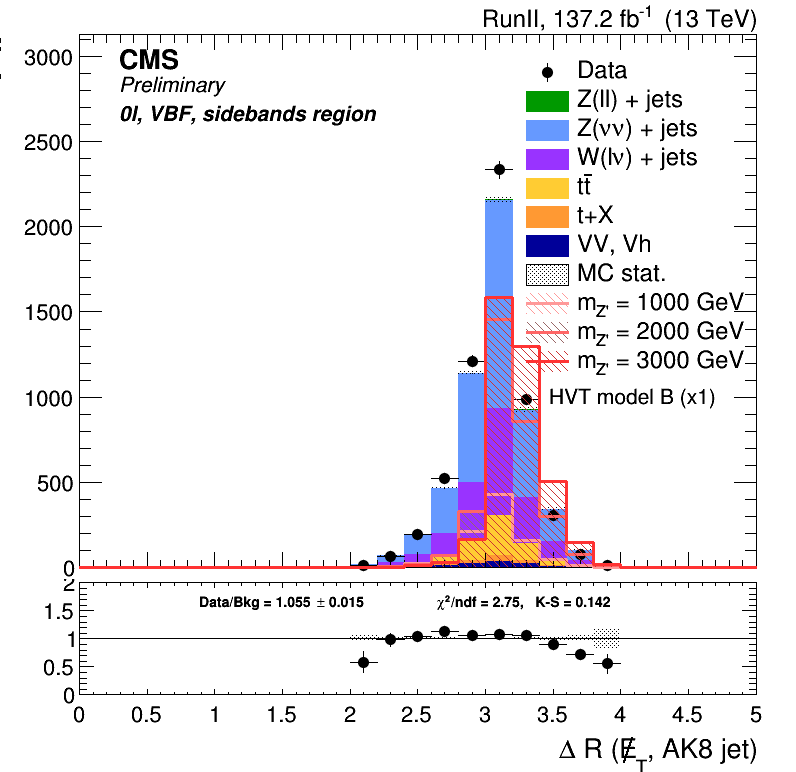 RunII, 137.2 fb⁻¹ (13 TeV)
CMS
Preliminary
0l, VBF, sidebands region
Data
Z(ll) + jets
Z(νν) + jets
W(lν) + jets
tt̄
t+X
VV, Vh
MC stat.
m_Z' = 1000 GeV
m_Z' = 2000 GeV
m_Z' = 3000 GeV
HVT model B (x1)
3000
2500
2000
1500
1000
500
0
Data/Bkg = 1.055 ± 0.015 χ²/ndf = 2.75, K-S = 0.142
2
1.5
1
0.5
0
0 0.5 1 1.5 2 2.5 3 3.5 4 4.5 5
Δ R (E̸_T, AK8 jet)